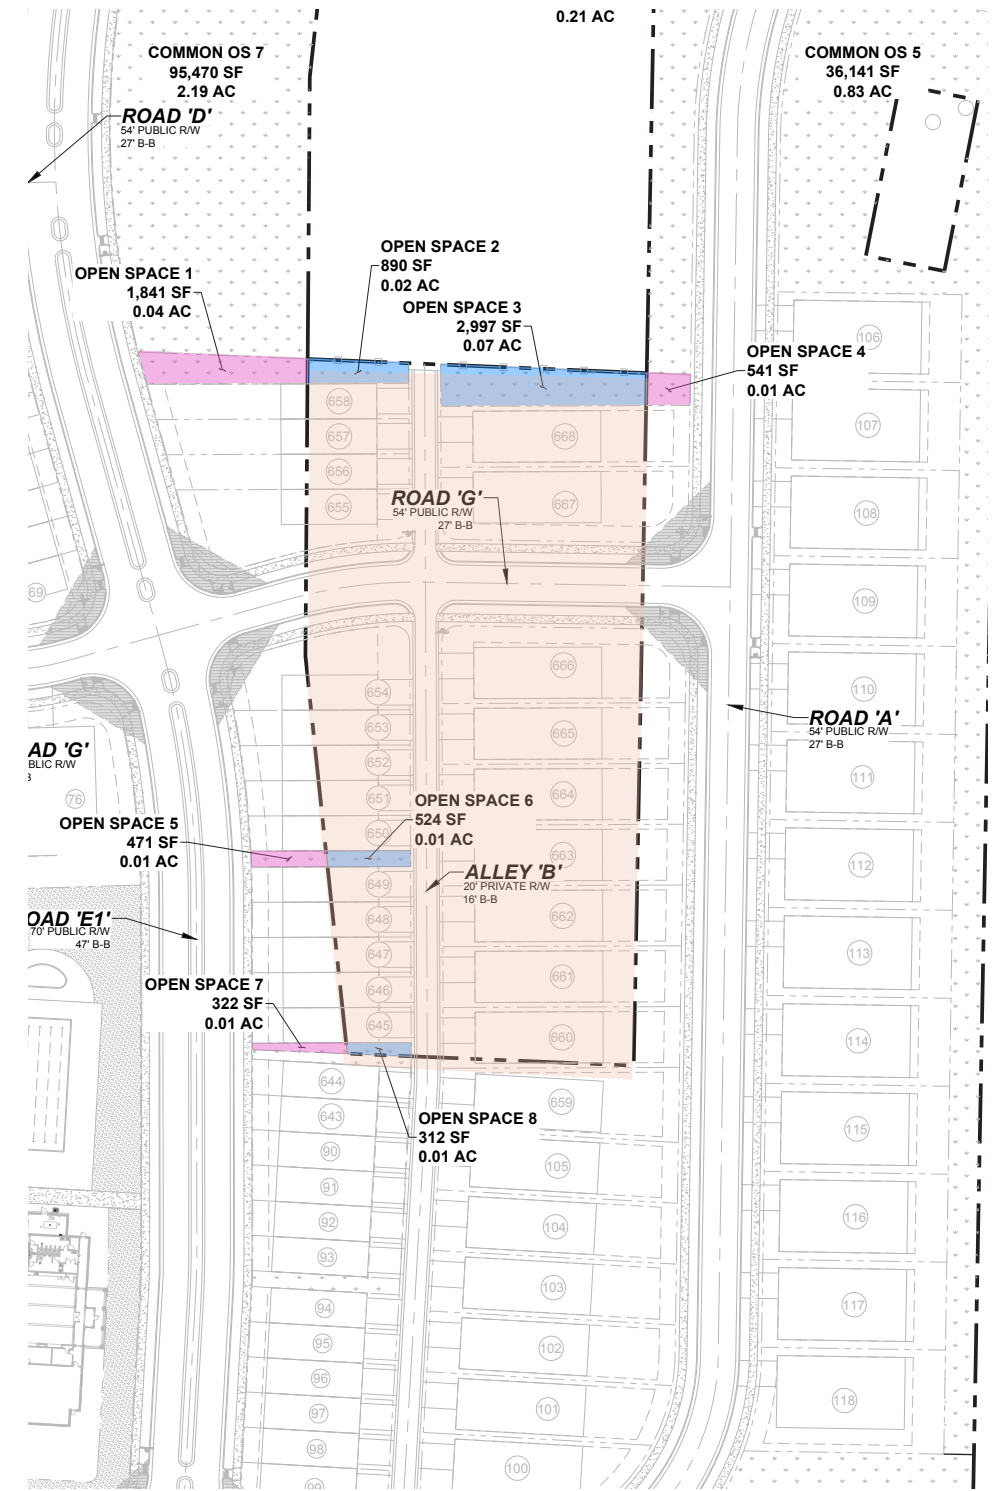 0.21 AC
COMMON OS 7
95,470 SF
2.19 AC
COMMON OS 5
36,141 SF
0.83 AC
ROAD 'D'
54' PUBLIC R/W
27' B-B
OPEN SPACE 1
1,841 SF
0.04 AC
OPEN SPACE 2
890 SF
0.02 AC
OPEN SPACE 3
2,997 SF
0.07 AC
OPEN SPACE 4
541 SF
0.01 AC
106
107
108
109
110
111
112
113
114
115
116
117
118
658
657
656
655
668
667
ROAD 'G'
54' PUBLIC R/W
27' B-B
69
654
653
652
651
650
649
648
647
646
645
666
665
664
663
662
661
660
ROAD 'A'
54' PUBLIC R/W
27' B-B
AD 'G'
BLIC R/W
76
OPEN SPACE 5
471 SF
0.01 AC
OPEN SPACE 6
524 SF
0.01 AC
ALLEY 'B'
20' PRIVATE R/W
16' B-B
OAD 'E1'
70' PUBLIC R/W
47' B-B
OPEN SPACE 7
322 SF
0.01 AC
OPEN SPACE 8
312 SF
0.01 AC
644
643
90
91
92
93
94
95
96
97
98
99
659
105
104
103
102
101
100